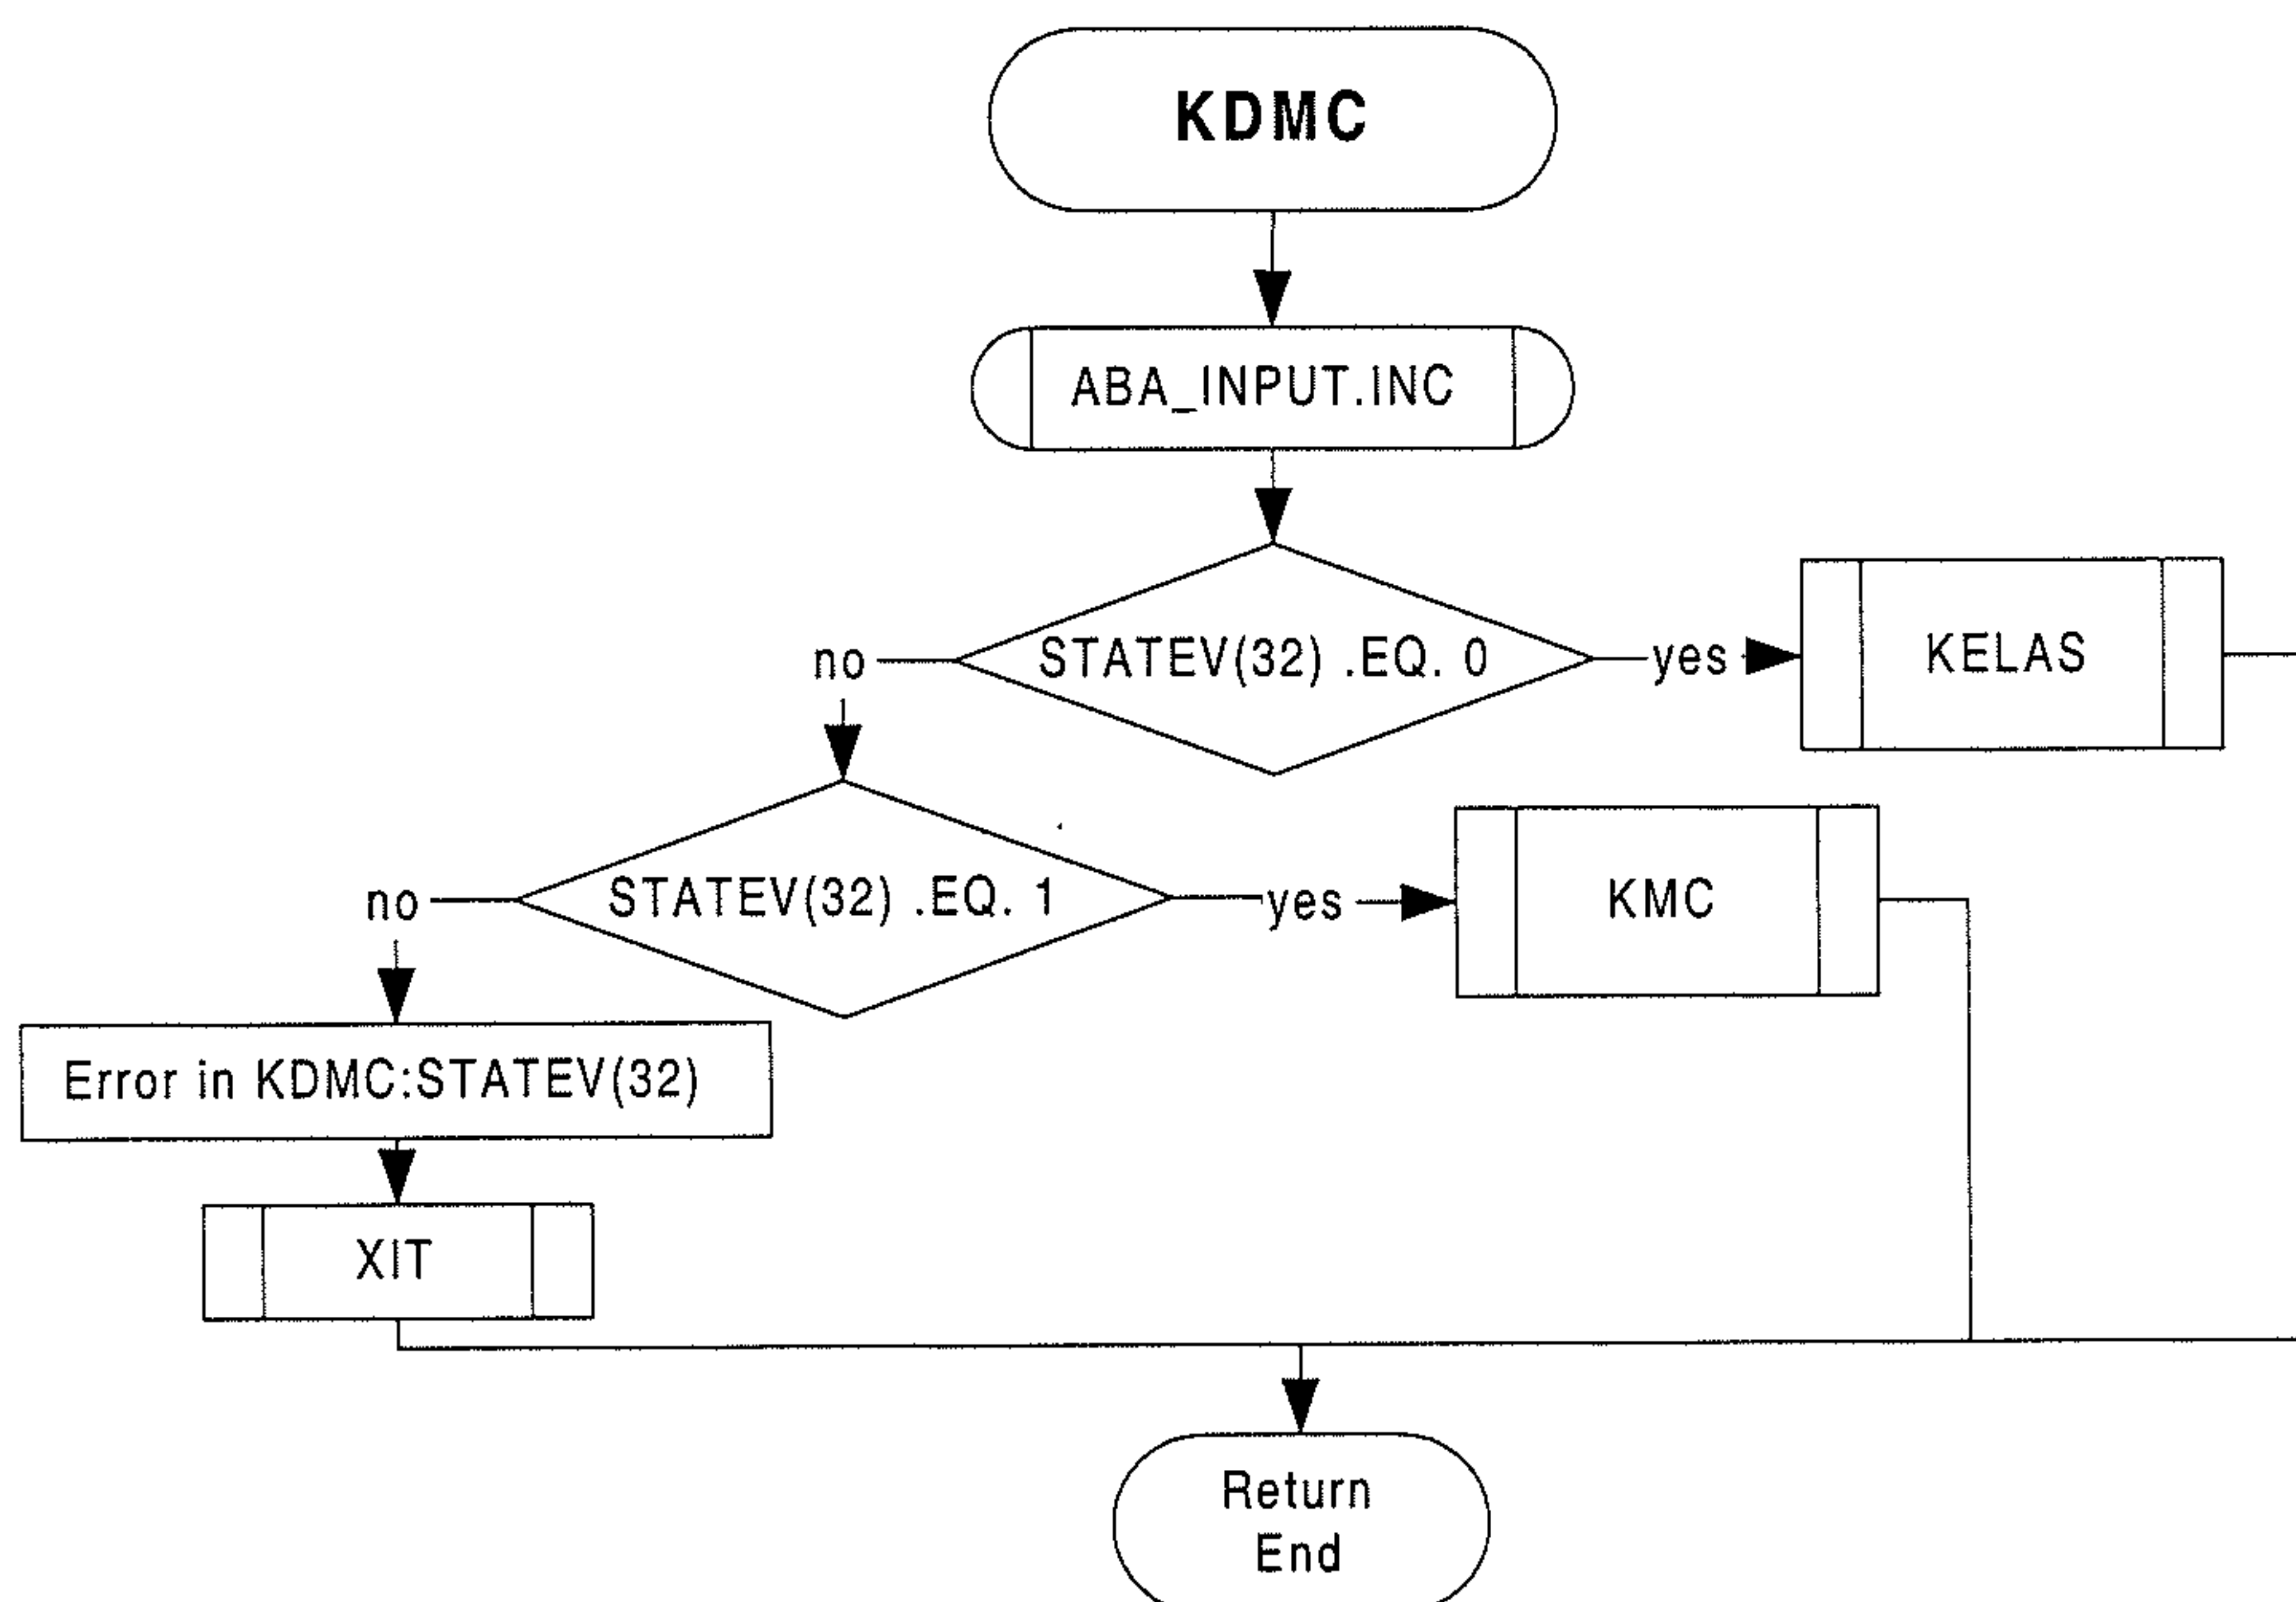 KDMC
ABA_INPUT.INC
STATEV(32) .EQ. 0
no
yes
KELAS
STATEV(32) .EQ. 1
no
yes
KMC
Error in KDMC:STATEV(32)
XIT
Return
End